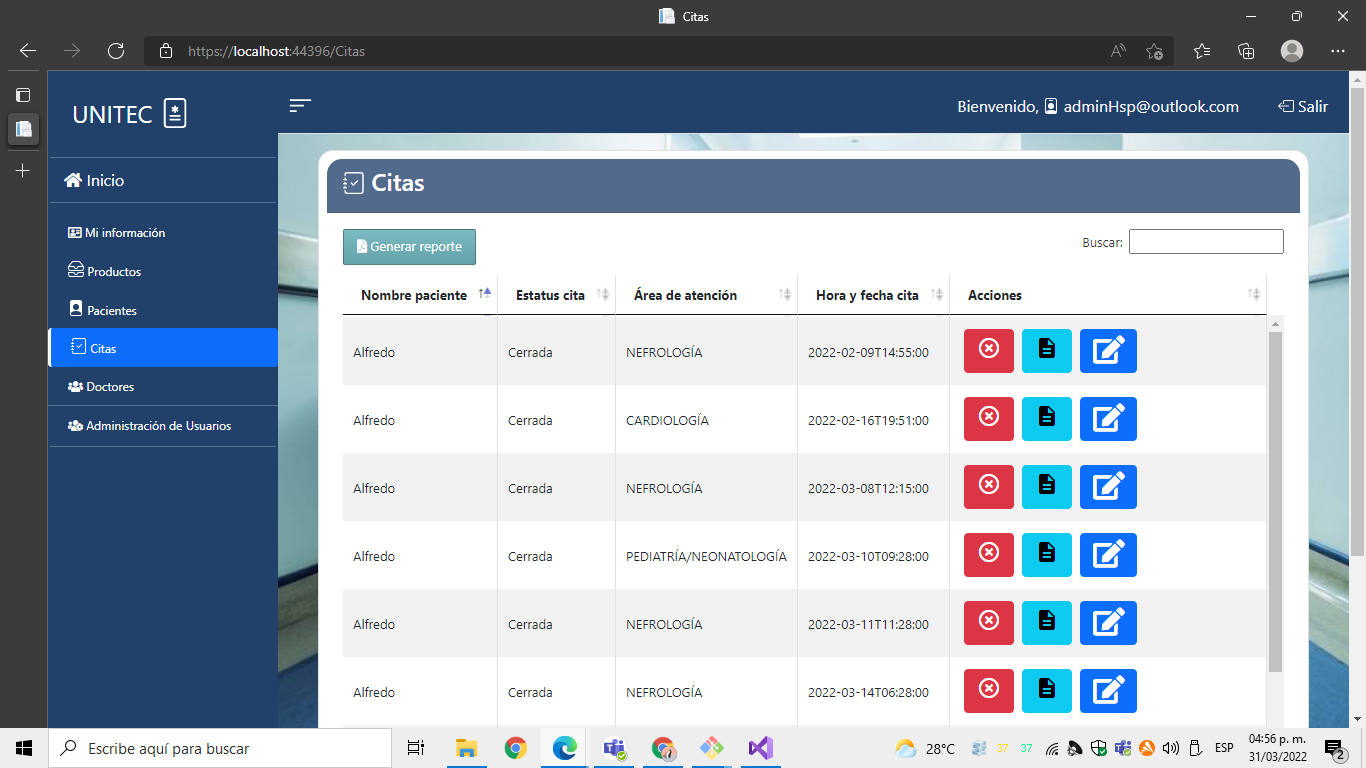 Citas
https://localhost:44396/Citas
UNITEC
Bienvenido, adminHsp@outlook.com
Salir
Inicio
Mi información
Productos
Pacientes
Citas
Doctores
Administración de Usuarios
Citas
Generar reporte
Buscar:
Nombre paciente Estatus cita Área de atención Hora y fecha cita Acciones
Alfredo Cerrada NEFROLOGÍA 2022-02-09T14:55:00
Alfredo Cerrada CARDIOLOGÍA 2022-02-16T19:51:00
Alfredo Cerrada NEFROLOGÍA 2022-03-08T12:15:00
Alfredo Cerrada PEDIATRÍA/NEONATOLOGÍA 2022-03-10T09:28:00
Alfredo Cerrada NEFROLOGÍA 2022-03-11T11:28:00
Alfredo Cerrada NEFROLOGÍA 2022-03-14T06:28:00
Escribe aquí para buscar
28°C
37
37
ESP
04:56 p. m.
31/03/2022
2